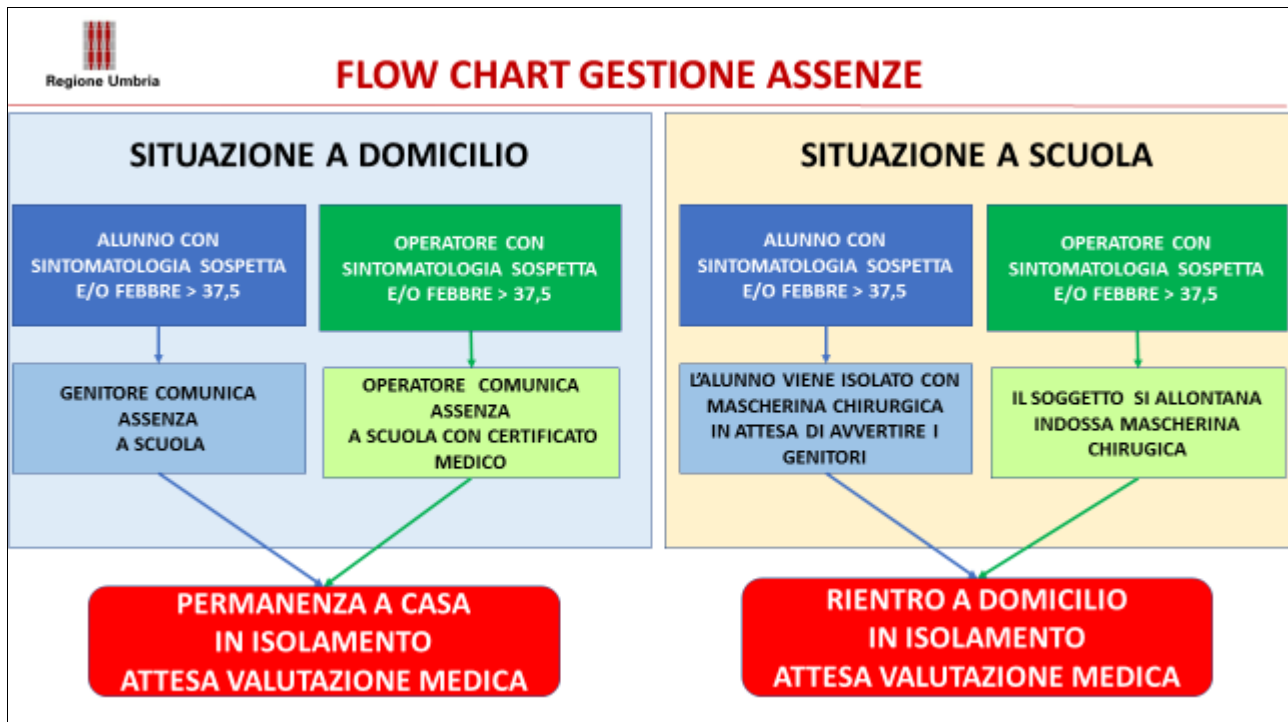 Regione Umbria
FLOW CHART GESTIONE ASSENZE
SITUAZIONE A DOMICILIO
ALUNNO CON
SINTOMATOLOGIA SOSPETTA
E/O FEBBRE > 37,5
OPERATORE CON
SINTOMATOLOGIA SOSPETTA
E/O FEBBRE > 37,5
GENITORE COMUNICA
ASSENZA
A SCUOLA
OPERATORE COMUNICA
ASSENZA
A SCUOLA CON CERTIFICATO
MEDICO
PERMANENZA A CASA
IN ISOLAMENTO
ATTESA VALUTAZIONE MEDICA
SITUAZIONE A SCUOLA
ALUNNO CON
SINTOMATOLOGIA SOSPETTA
E/O FEBBRE > 37,5
OPERATORE CON
SINTOMATOLOGIA SOSPETTA
E/O FEBBRE > 37,5
L'ALUNNO VIENE ISOLATO CON
MASCHERINA CHIRURGICA
IN ATTESA DI AVVERTIRE I
GENITORI
IL SOGGETTO SI ALLONTANA
INDOSSA MASCHERINA
CHIRUGICA
RIENTRO A DOMICILIO
IN ISOLAMENTO
ATTESA VALUTAZIONE MEDICA